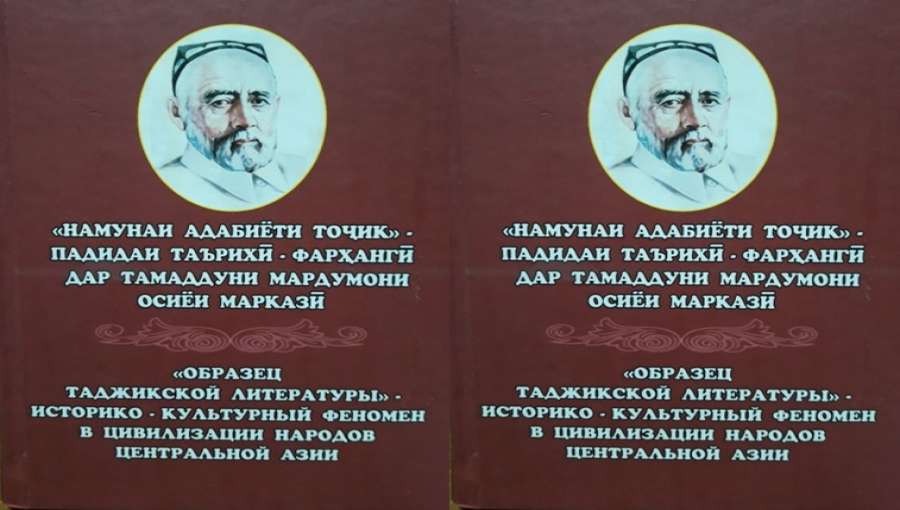 «НАМУНАИ АДАБИЁТИ ТОҶИК» -
ПАДИДАИ ТАЪРИХӢ - ФАРҲАНГӢ
ДАР ТАМАДДУНИ МАРДУМОНИ
ОСИЁИ МАРКАЗӢ
«ОБРАЗЕЦ
ТАДЖИКСКОЙ ЛИТЕРАТУРЫ» -
ИСТОРИКО - КУЛЬТУРНЫЙ ФЕНОМЕН
В ЦИВИЛИЗАЦИИ НАРОДОВ
ЦЕНТРАЛЬНОЙ АЗИИ
«НАМУНАИ АДАБИЁТИ ТОҶИК» -
ПАДИДАИ ТАЪРИХӢ - ФАРҲАНГӢ
ДАР ТАМАДДУНИ МАРДУМОНИ
ОСИЁИ МАРКАЗӢ
«ОБРАЗЕЦ
ТАДЖИКСКОЙ ЛИТЕРАТУРЫ» -
ИСТОРИКО - КУЛЬТУРНЫЙ ФЕНОМЕН
В ЦИВИЛИЗАЦИИ НАРОДОВ
ЦЕНТРАЛЬНОЙ АЗИИ